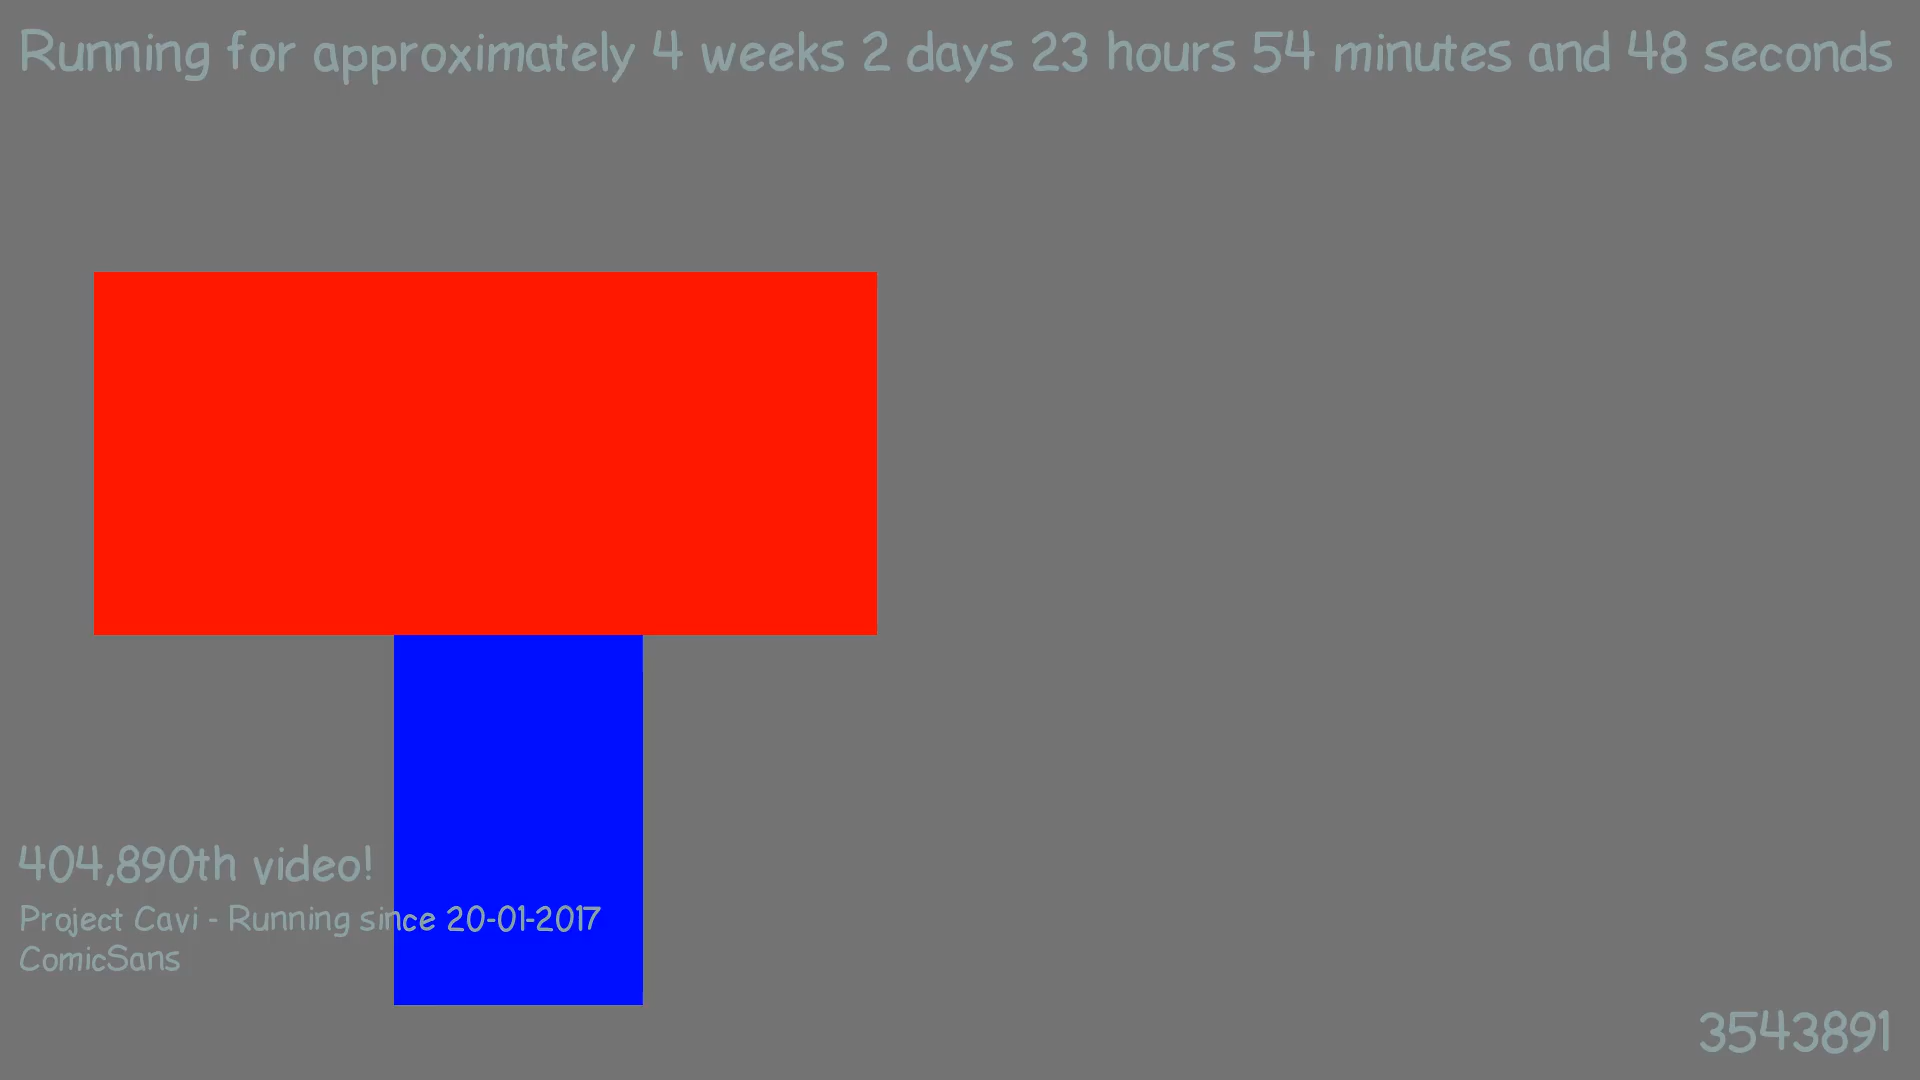 Running for approximately 4 weeks 2 days 23 hours 54 minutes and 48 seconds
404,890th video!
Project Cavi - Running since 20-01-2017
ComicSans
3543891